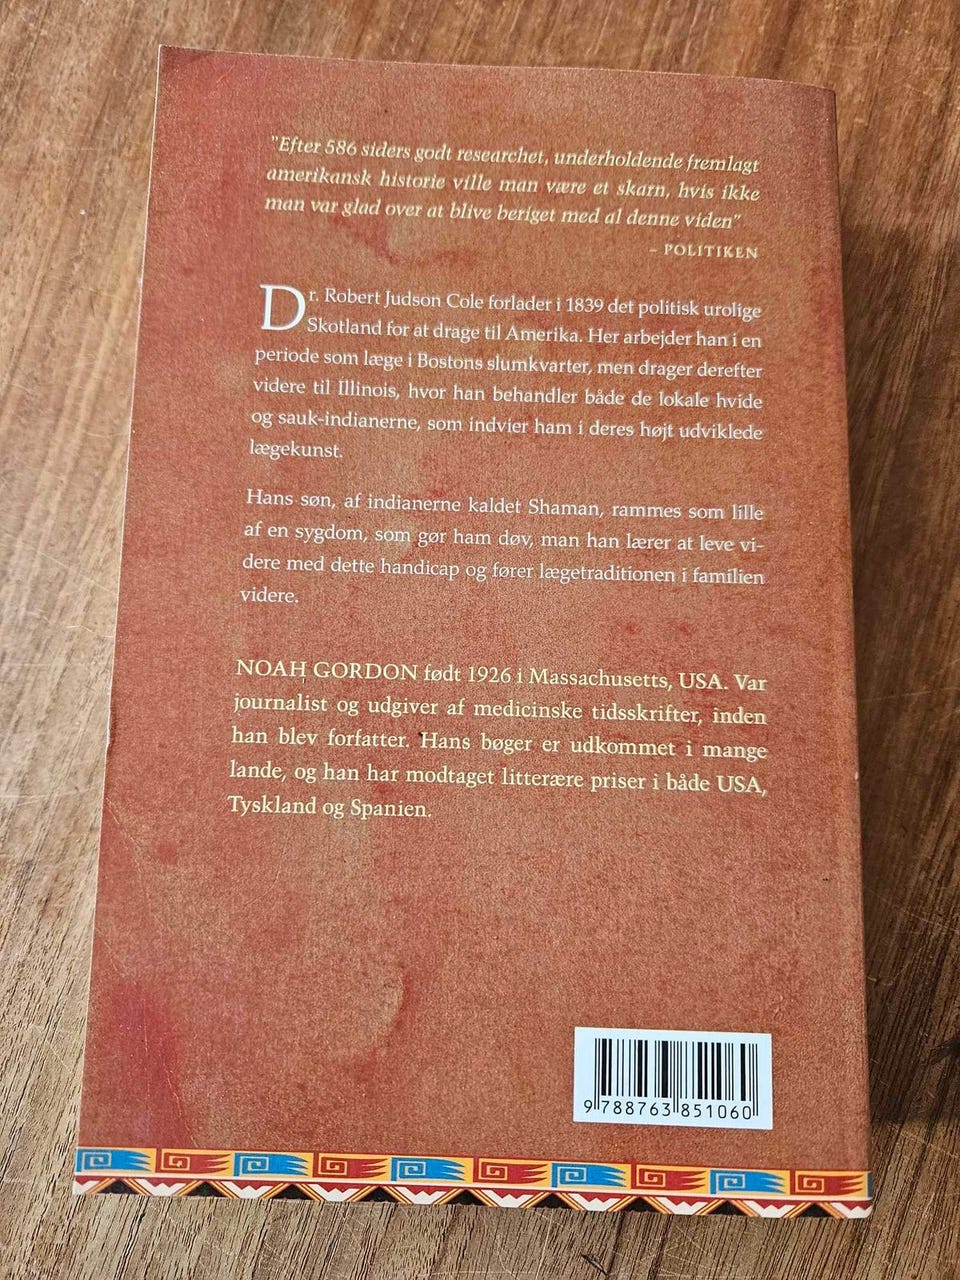 "Efter 586 siders godt researchet, underholdende fremlagt
amerikansk historie ville man være et skarn, hvis ikke
man var glad over at blive beriget med al denne viden"
– POLITIKEN
Dr. Robert Judson Cole forlader i 1839 det politisk urolige
Skotland for at drage til Amerika. Her arbejder han i en
periode som læge i Bostons slumkvarter, men drager derefter
videre til Illinois, hvor han behandler både de lokale hvide
og sauk-indianerne, som indvier ham i deres højt udviklede
lægekunst.
Hans søn, af indianerne kaldet Shaman, rammes som lille
af en sygdom, som gør ham døv, man han lærer at leve vi-
dere med dette handicap og fører lægetraditionen i familien
videre.
NOAH GORDON født 1926 i Massachusetts, USA. Var
journalist og udgiver af medicinske tidsskrifter, inden
han blev forfatter. Hans bøger er udkommet i mange
lande, og han har modtaget litterære priser i både USA,
Tyskland og Spanien.
9 788763 851060